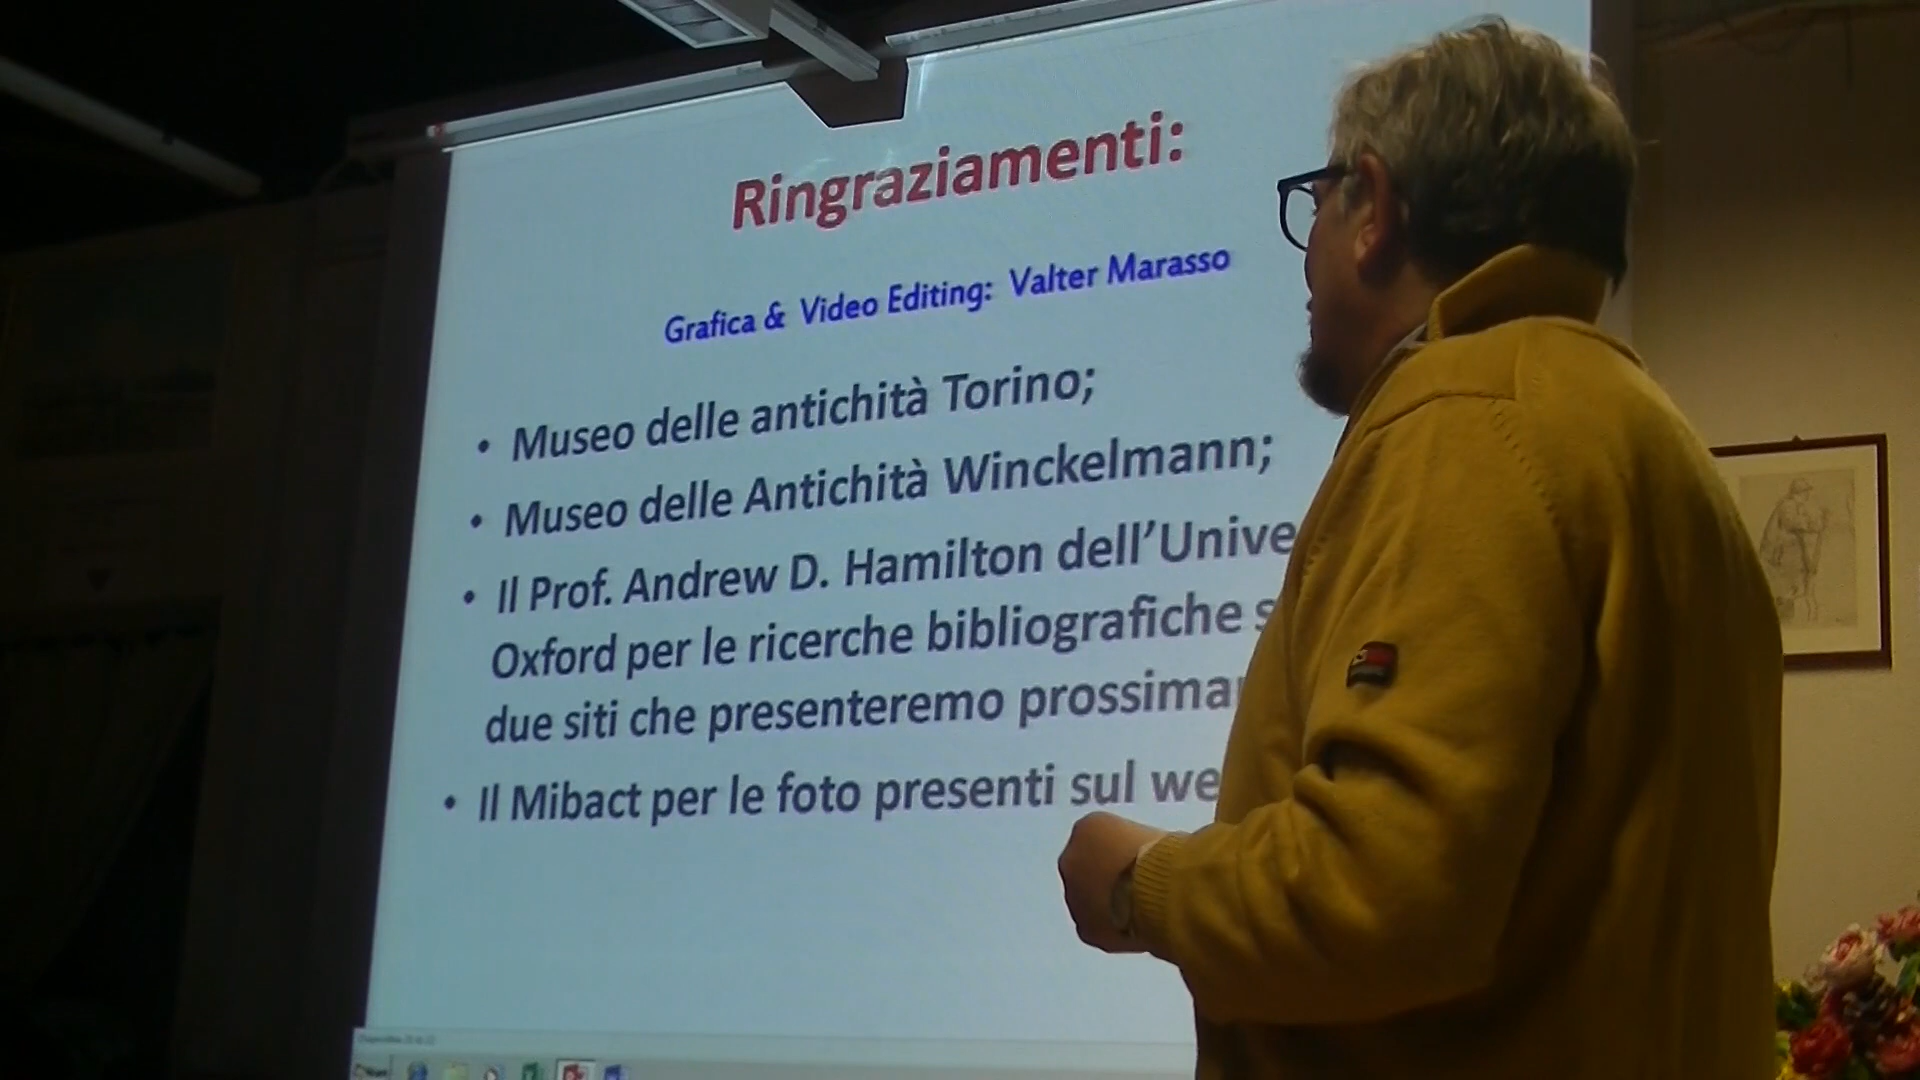 Ringraziamenti:
Grafica & Video Editing: Valter Marasso
• Museo delle antichità Torino;
• Museo delle Antichità Winckelmann;
• Il Prof. Andrew D. Hamilton dell’Unive
Oxford per le ricerche bibliografiche s
due siti che presenteremo prossima
• Il Mibact per le foto presenti sul we